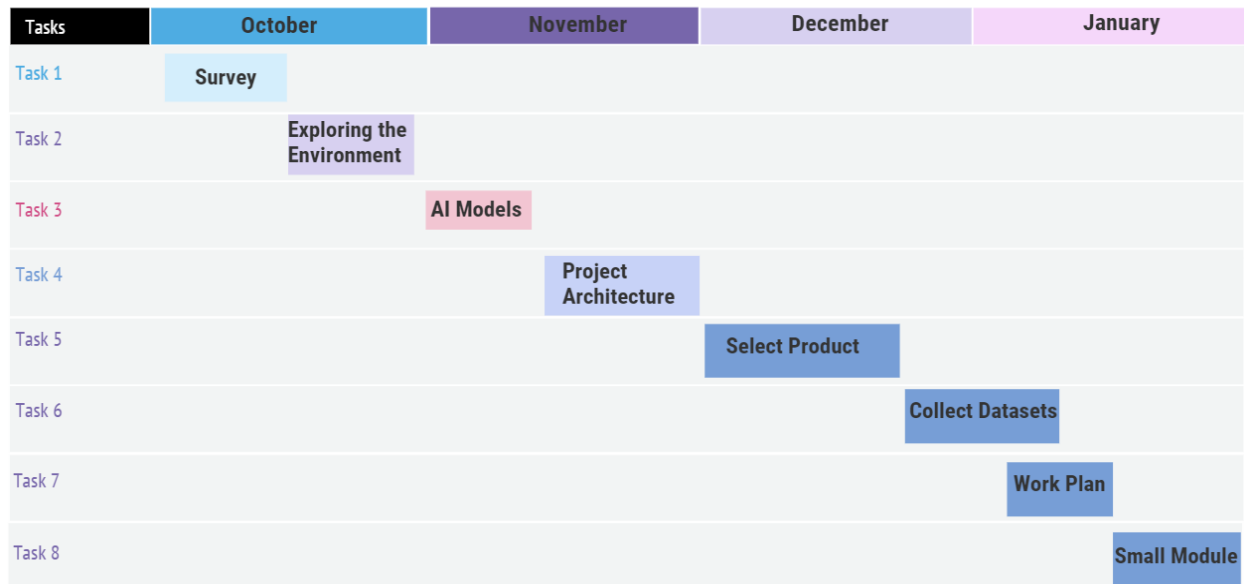 Tasks October November December January
Task 1 Survey
Task 2 Exploring the
Environment
Task 3 AI Models
Task 4 Project
Architecture
Task 5 Select Product
Task 6 Collect Datasets
Task 7 Work Plan
Task 8 Small Module